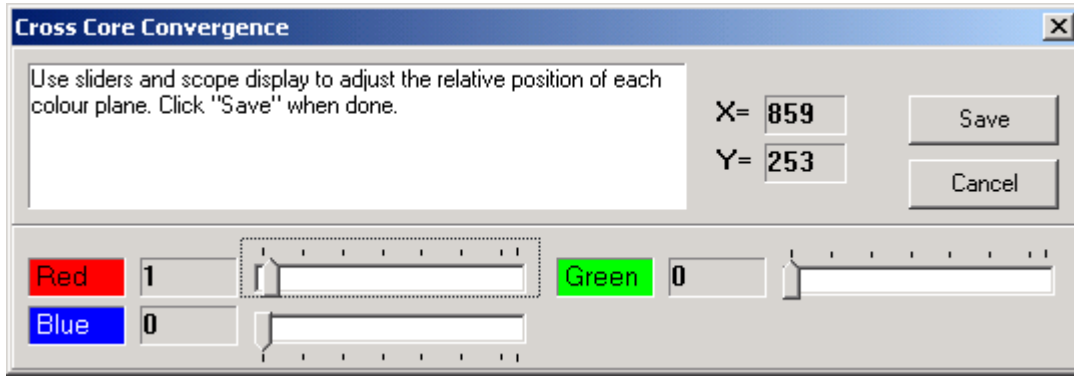 Cross Core Convergence
Use sliders and scope display to adjust the relative position of each
colour plane. Click "Save" when done.
X= 859
Y= 253
Save
Cancel
Red 1
Green 0
Blue 0